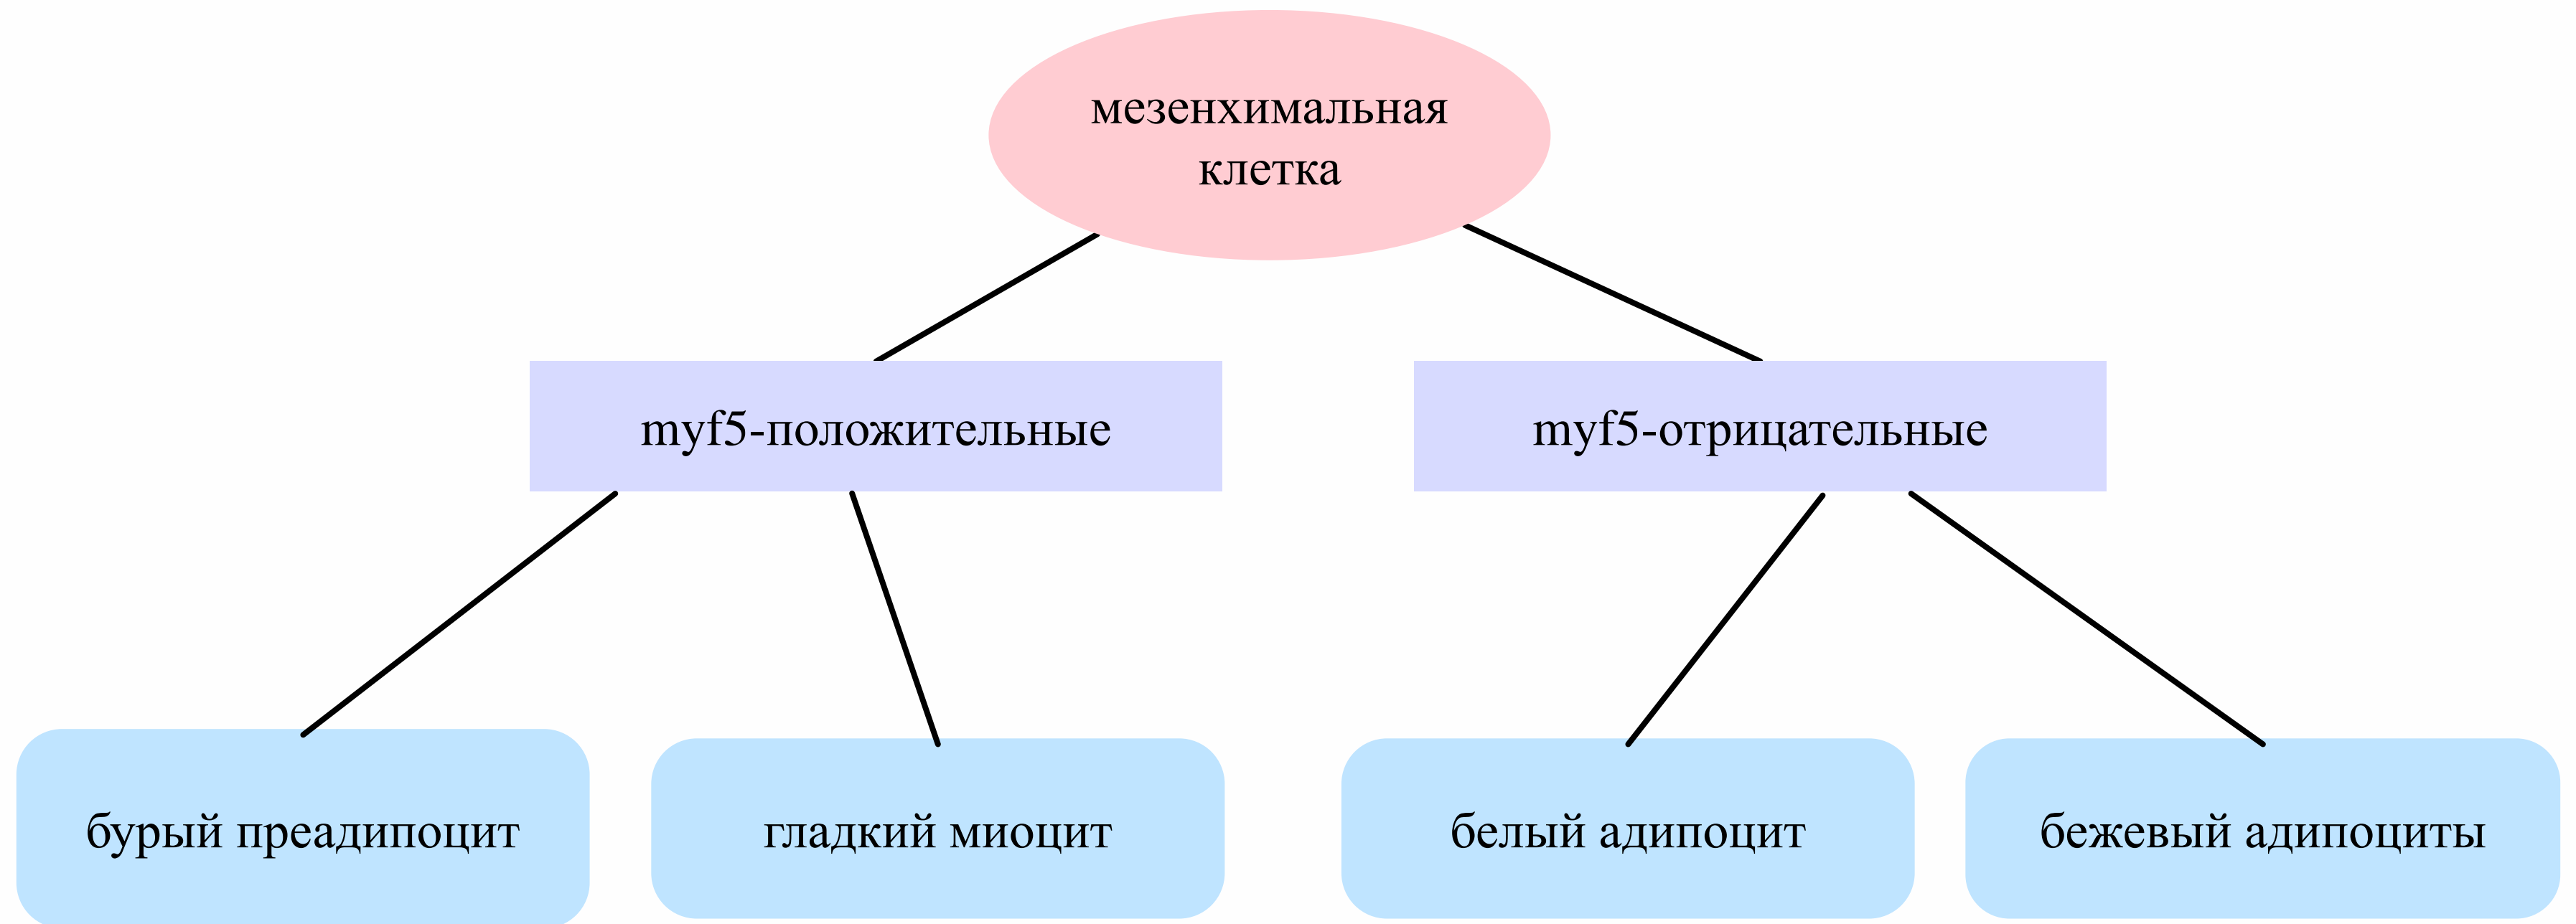 мезенхимальная
клетка
myf5-положительные
myf5-отрицательные
бурый преадипоцит
гладкий миоцит
белый адипоцит
бежевый адипоциты